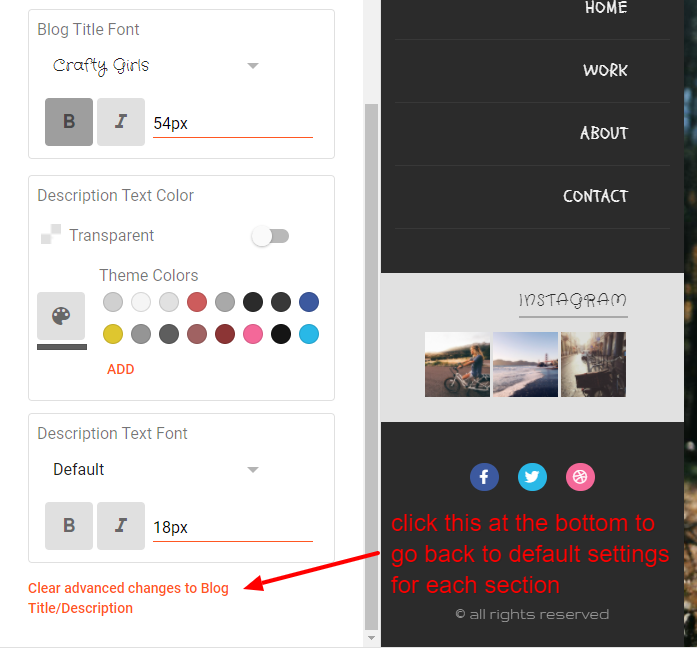 Blog Title Font
Crafty Girls
B I 54px
Description Text Color
Transparent
Theme Colors
ADD
Description Text Font
Default
B I 18px
Clear advanced changes to Blog
Title/Description
HOME
WORK
ABOUT
CONTACT
INSTAGRAM
click this at the bottom to
go back to default settings
for each section
© all rights reserved